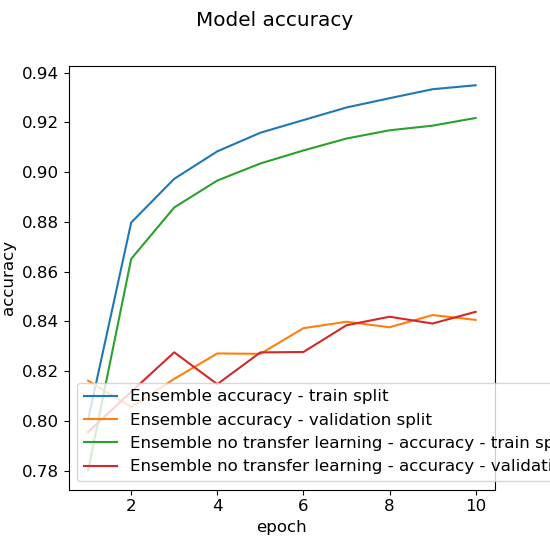 Model accuracy
0.94
0.92
0.90
0.88
0.86
0.84
0.82
0.80
0.78
accuracy
Ensemble accuracy - train split
Ensemble accuracy - validation split
Ensemble no transfer learning - accuracy - train sp
Ensemble no transfer learning - accuracy - validati
2 4 6 8 10
epoch